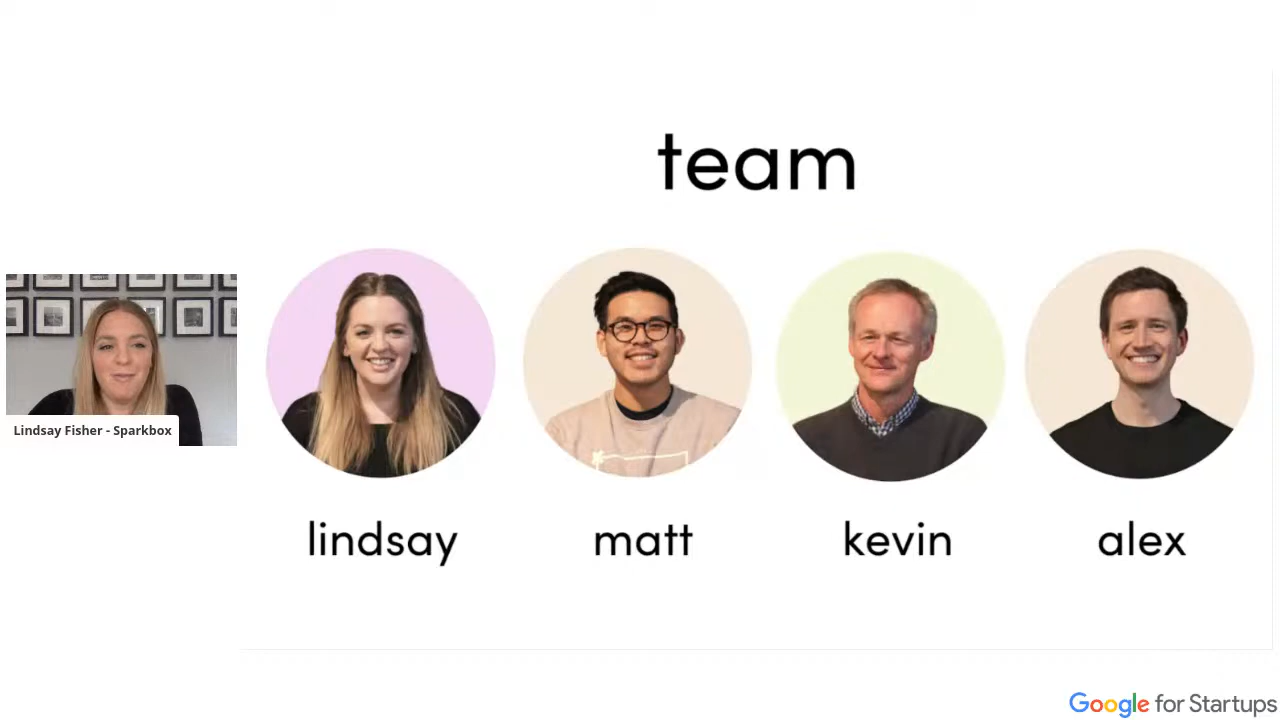 team
Lindsay Fisher - Sparkbox
lindsay
matt
kevin
alex
Google for Startups